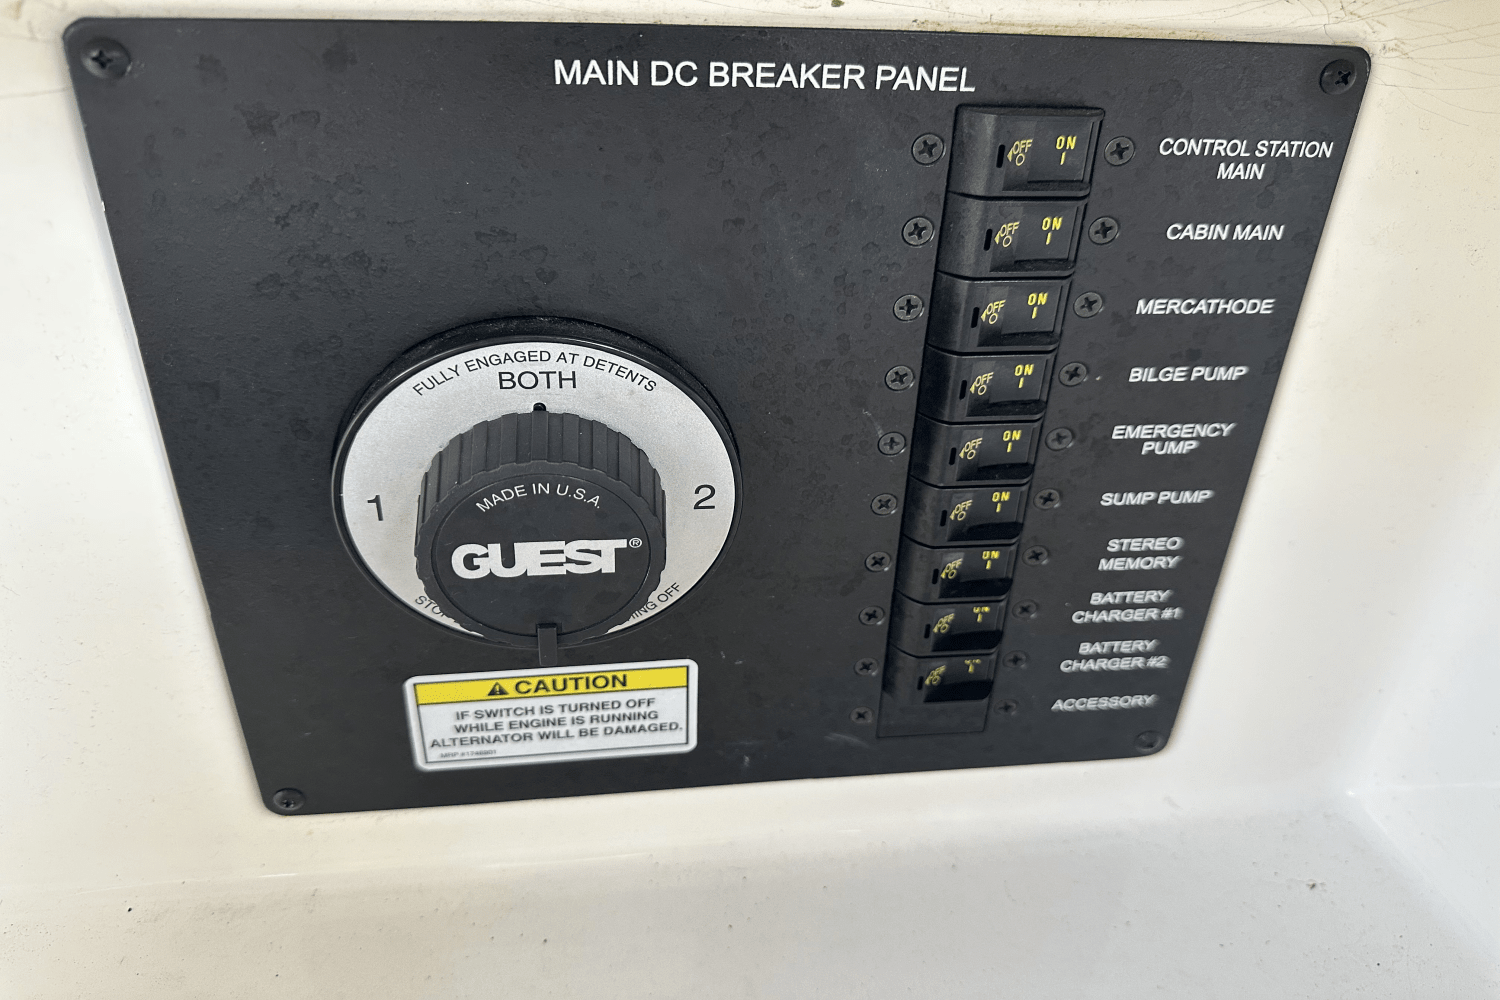 MAIN DC BREAKER PANEL
OFF ON
CONTROL STATION
MAIN
OFF ON
CABIN MAIN
OFF ON
MERCATHODE
OFF ON
BILGE PUMP
OFF ON
EMERGENCY
PUMP
OFF ON
SUMP PUMP
OFF ON
STEREO
MEMORY
OFF ON
BATTERY
CHARGER #1
OFF
BATTERY
CHARGER #2
ACCESSORY
FULLY ENGAGED AT DETENTS
BOTH
1
2
MADE IN U.S.A.
GUEST®
OFF
CAUTION
IF SWITCH IS TURNED OFF
WHILE ENGINE IS RUNNING
ALTERNATOR WILL BE DAMAGED.